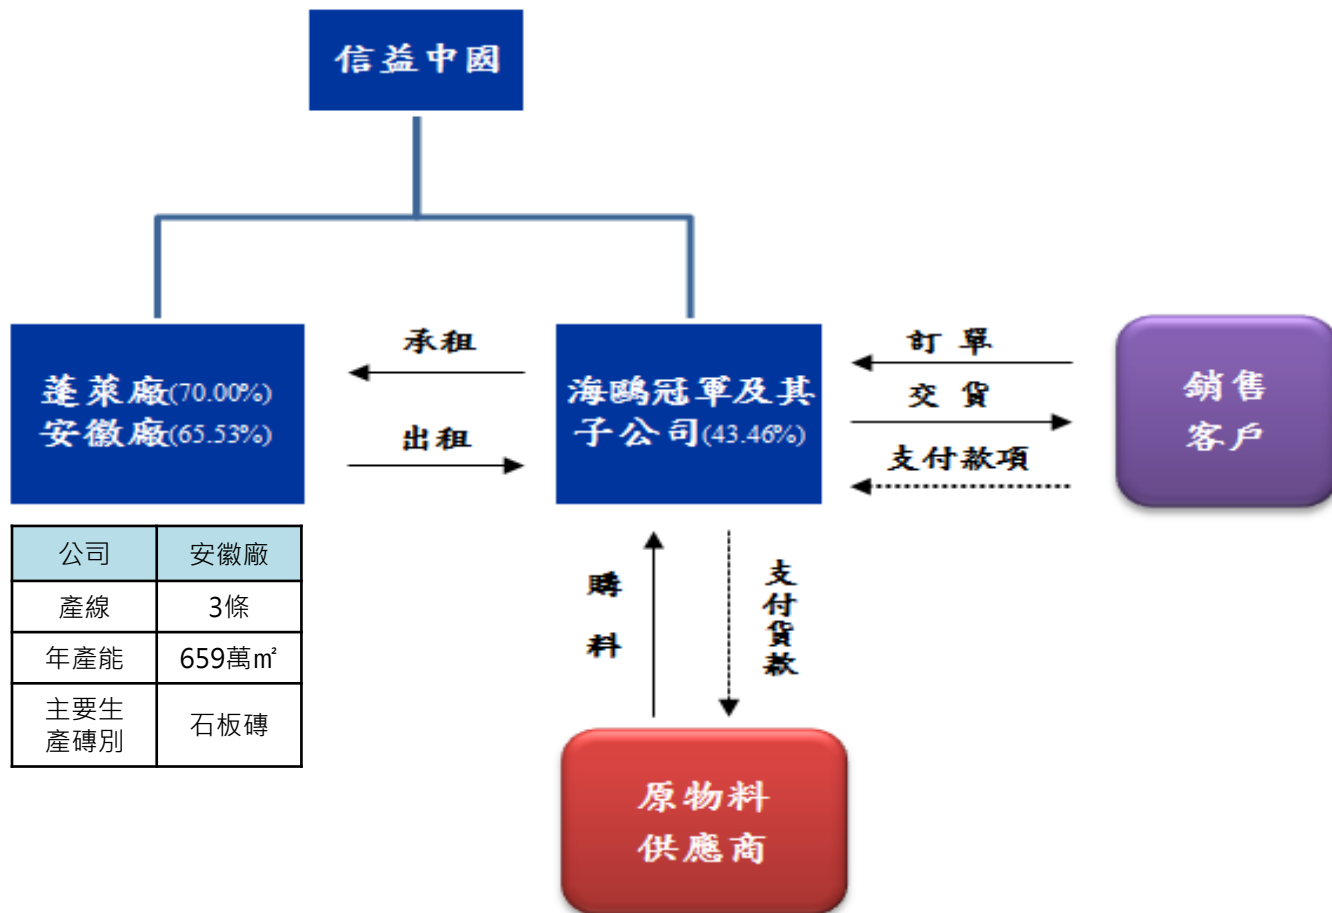 信益中國
蓬萊廠(70.00%)
安徽廠(65.53%)
承租
出租
海鷗冠軍及其
子公司(43.46%)
訂單
交貨
支付款項
銷售
客戶
公司 安徽廠
產線 3條
年產能 659萬㎡
主要生
產磚別 石板磚
購料
支付貨款
原物料
供應商